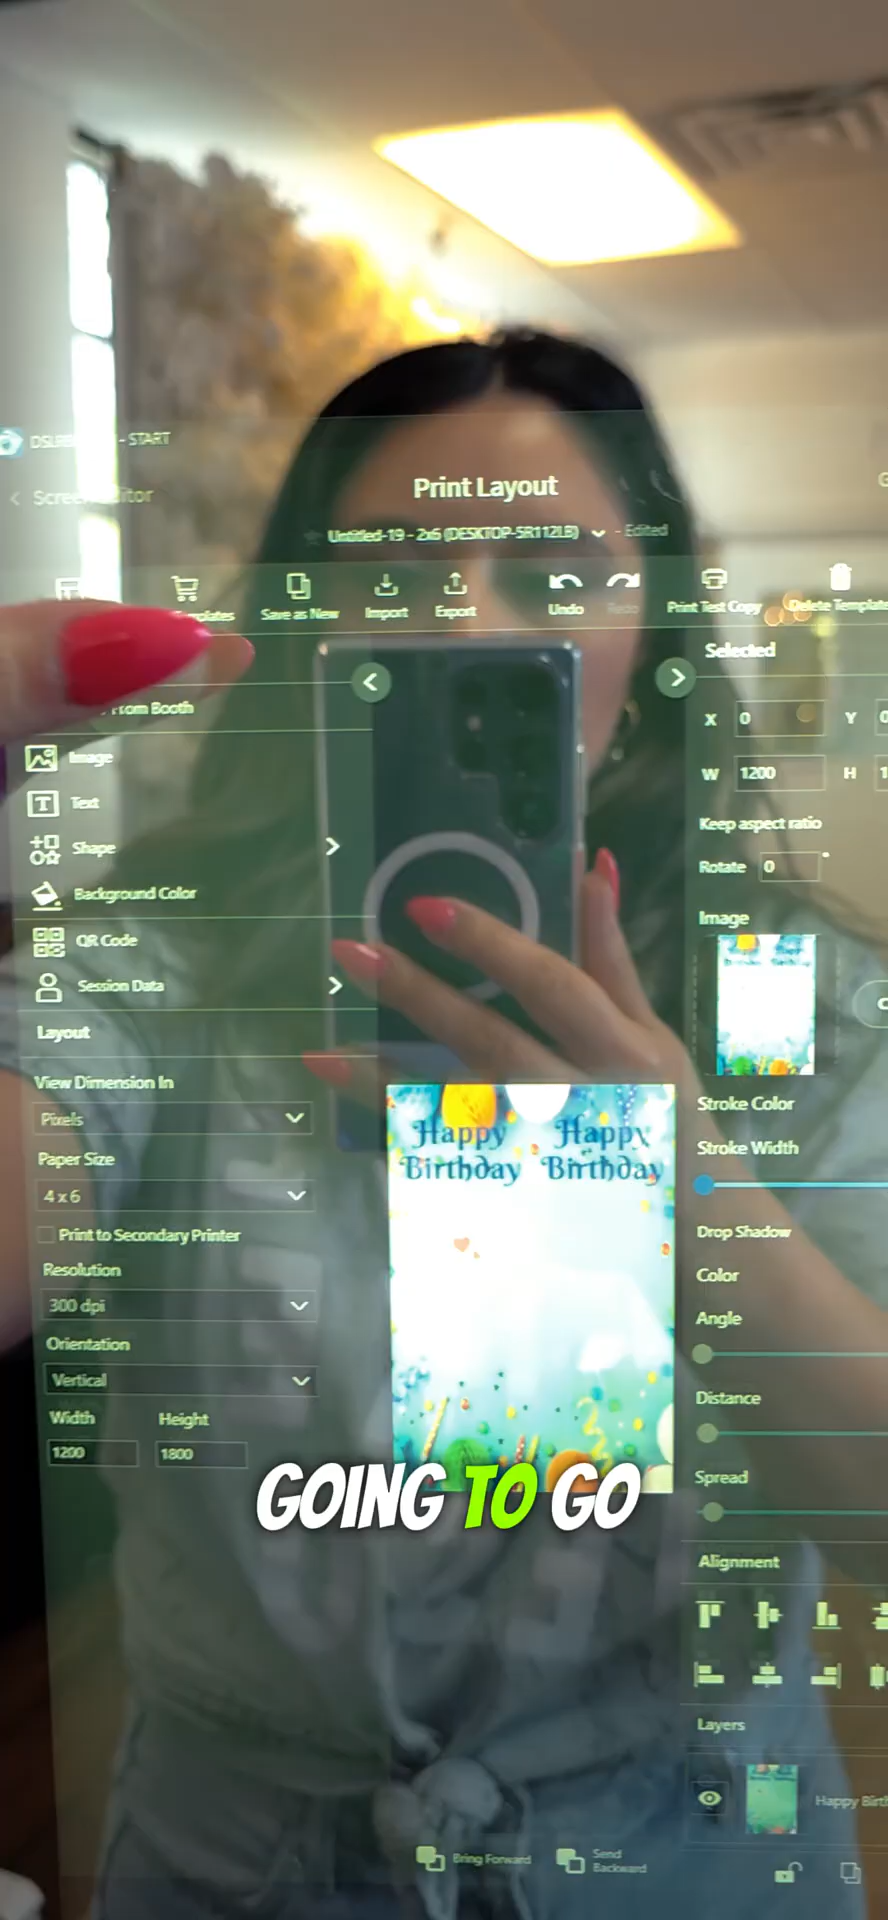 - START
Print Layout
Untitled-19 - 2x6 (DESKTOP-SR112LB) - Edited
Save as New
Import
Export
Undo
Redo
Print Test Copy
Delete Template
Selected
From Booth
X 0 Y
W 1200 H
Image
Text
Keep aspect ratio
Shape
Rotate 0 °
Background Color
Image
QR Code
Session Data
Layout
View Dimension In
Pixels
Stroke Color
Happy Happy
Birthday Birthday
Stroke Width
Paper Size
4 x 6
Print to Secondary Printer
Drop Shadow
Resolution
Color
300 dpi
Angle
Orientation
Vertical
Distance
Width Height
1200 1800
Spread
GOING TO GO
Alignment
Layers
Happy Birth
Bring Forward
Send
Backward